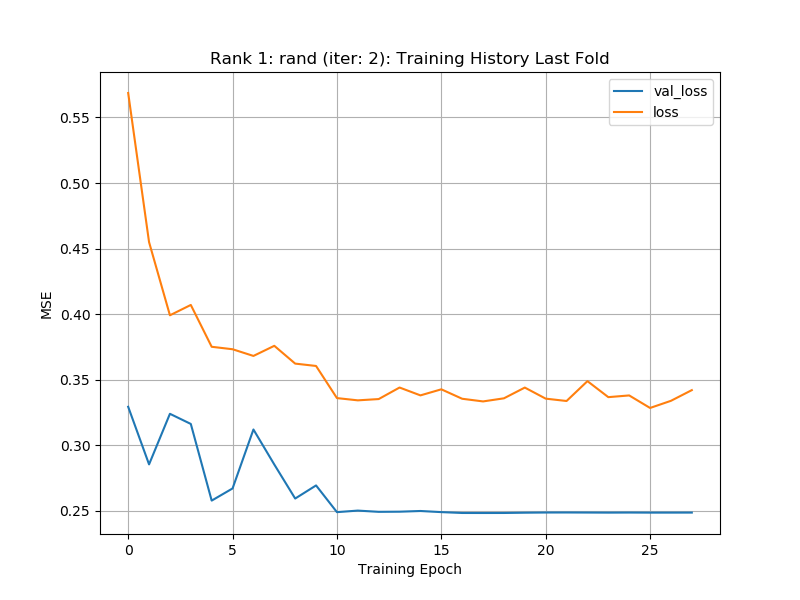 Rank 1: rand (iter: 2): Training History Last Fold
val_loss
loss
0.55
0.50
0.45
0.40
0.35
0.30
0.25
MSE
0 5 10 15 20 25
Training Epoch